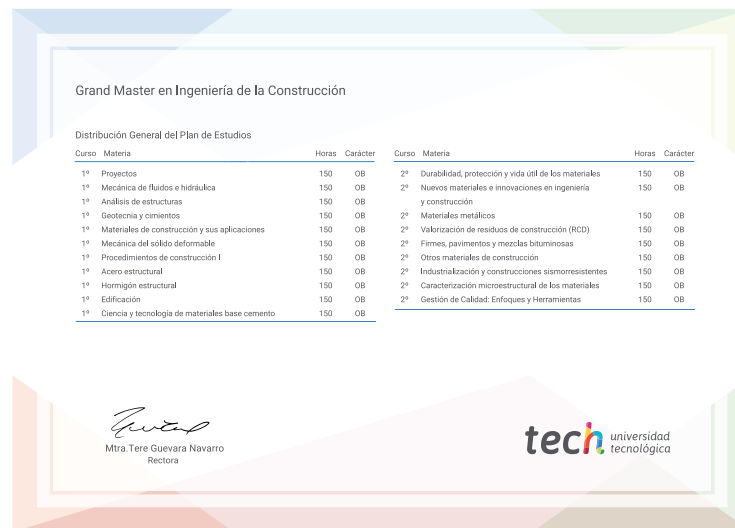 Grand Master en Ingeniería de la Construcción
Distribución General del Plan de Estudios
Curso Materia Horas Carácter
1º Proyectos 150 OB
1º Mecánica de fluidos e hidráulica 150 OB
1º Análisis de estructuras 150 OB
1º Geotecnia y cimientos 150 OB
1º Materiales de construcción y sus aplicaciones 150 OB
1º Mecánica del sólido deformable 150 OB
1º Procedimientos de construcción I 150 OB
1º Acero estructural 150 OB
1º Hormigón estructural 150 OB
1º Edificación 150 OB
1º Ciencia y tecnología de materiales base cemento 150 OB
Curso Materia Horas Carácter
2º Durabilidad, protección y vida útil de los materiales 150 OB
2º Nuevos materiales e innovaciones en ingeniería 150 OB
y construcción
2º Materiales metálicos 150 OB
2º Valorización de residuos de construcción (RCD) 150 OB
2º Firmes, pavimentos y mezclas bituminosas 150 OB
2º Otros materiales de construcción 150 OB
2º Industrialización y construcciones sismorresistentes 150 OB
2º Caracterización microestructural de los materiales 150 OB
2º Gestión de Calidad: Enfoques y Herramientas 150 OB
Mtra.Tere Guevara Navarro
Rectora
tech universidad
tecnológica